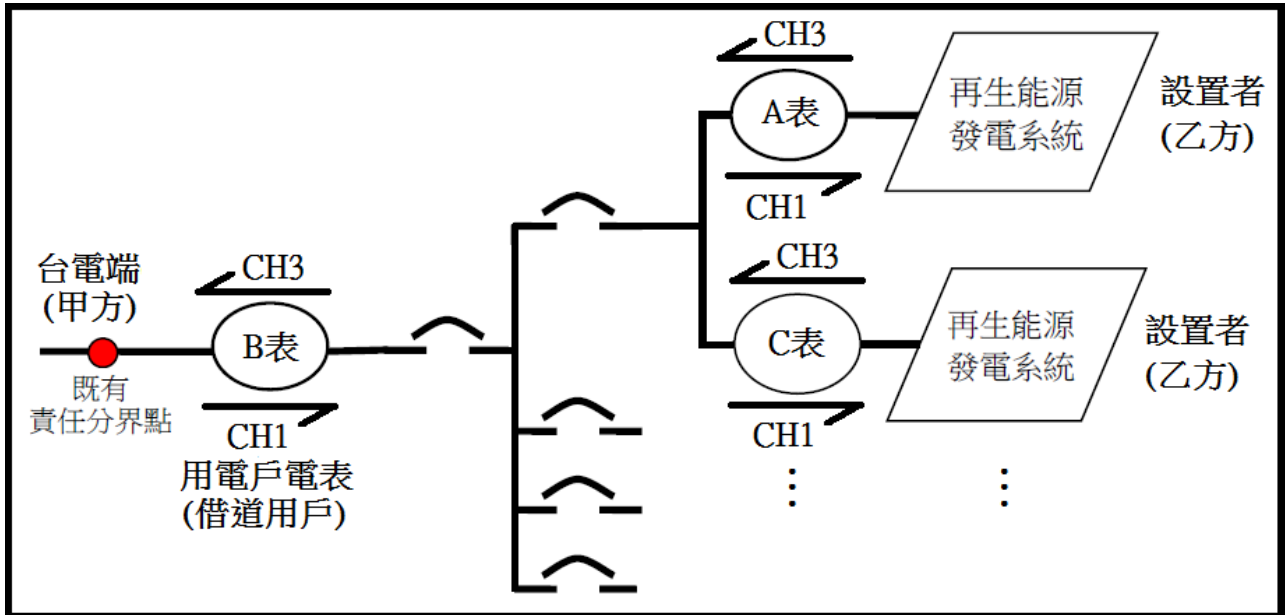 CH3
A表
CH1
再生能源
發電系統
設置者
(乙方)
台電端
(甲方)
既有
責任分界點
CH3
B表
CH1
用電戶電表
(借道用戶)
CH3
C表
CH1
再生能源
發電系統
設置者
(乙方)
⋮
⋮